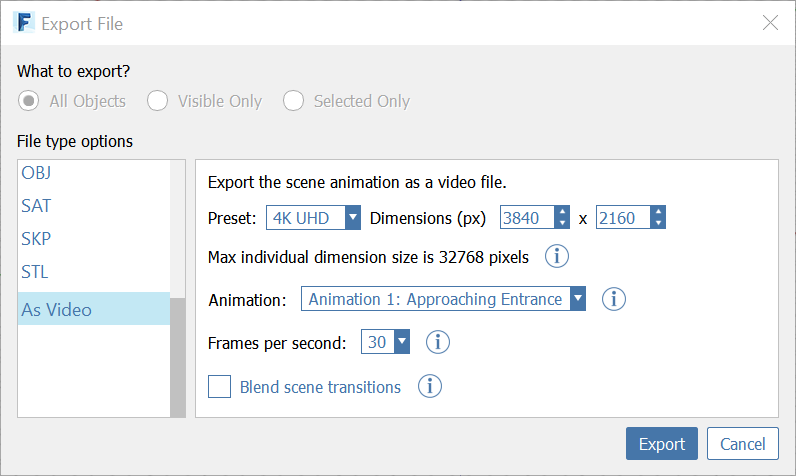 F Export File
What to export?
All Objects Visible Only Selected Only
File type options
OBJ
SAT
SKP
STL
As Video
Export the scene animation as a video file.
Preset: 4K UHD Dimensions (px) 3840 x 2160
Max individual dimension size is 32768 pixels i
Animation: Animation 1: Approaching Entrance i
Frames per second: 30 i
Blend scene transitions i
Export Cancel